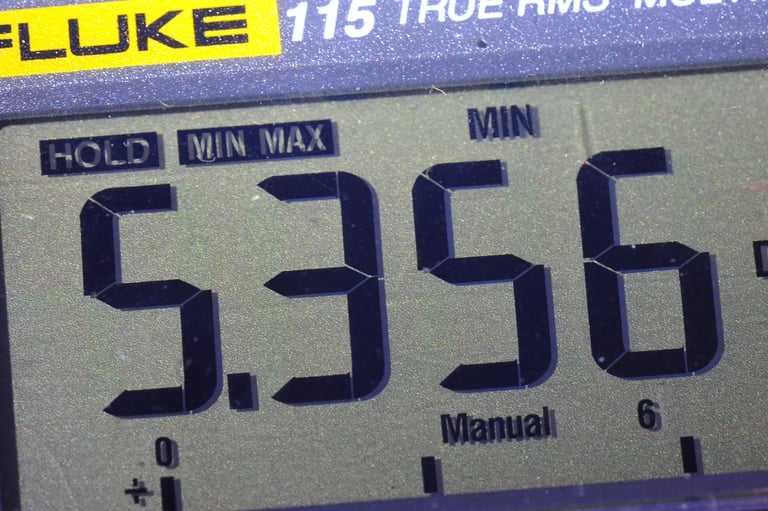 FLUKE 115 TRUE RMS
HOLD MIN MAX MIN
5.356
Manual 6
0